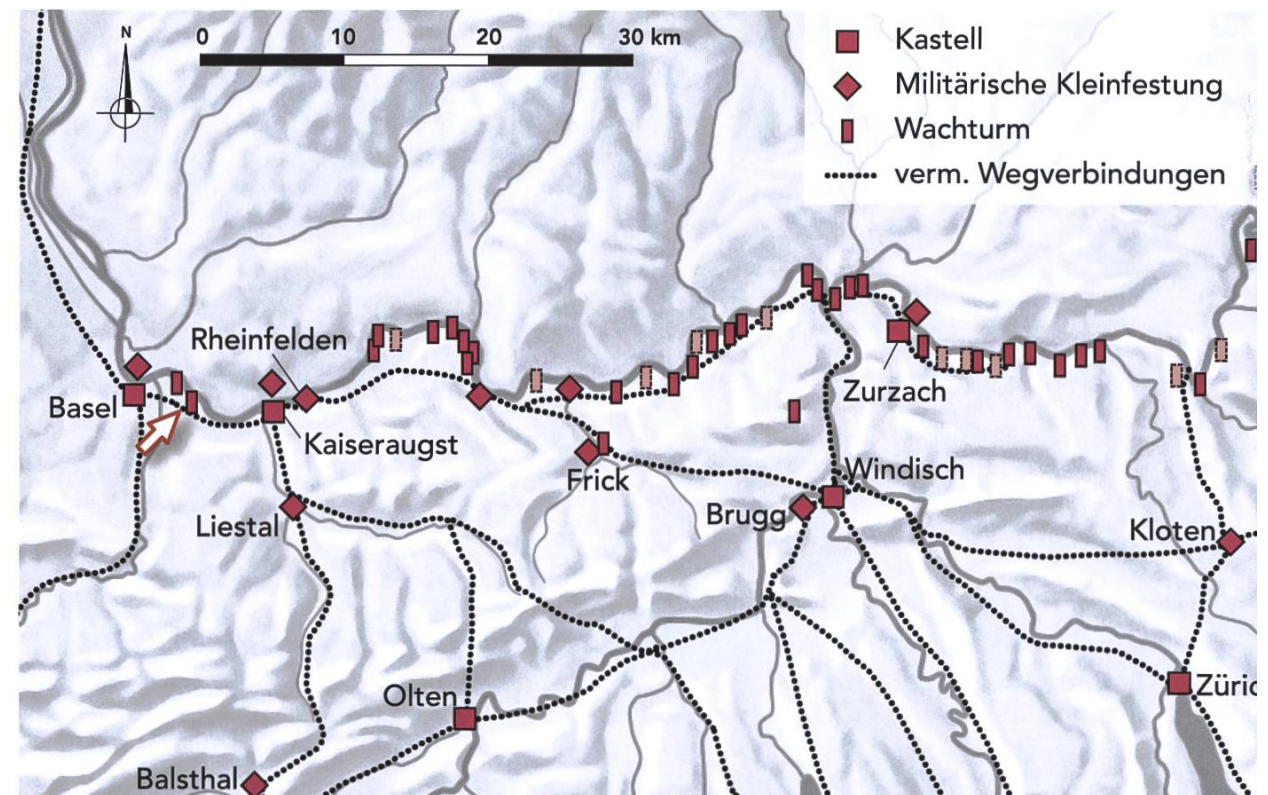 N
0 10 20 30 km
Kastell
Militärische Kleinfestung
Wachturm
verm. Wegverbindungen
Rheinfelden
Basel
Kaiseraugst
Zurzach
Frick
Windisch
Brugg
Liestal
Kloten
Olten
Züric
Balsthal